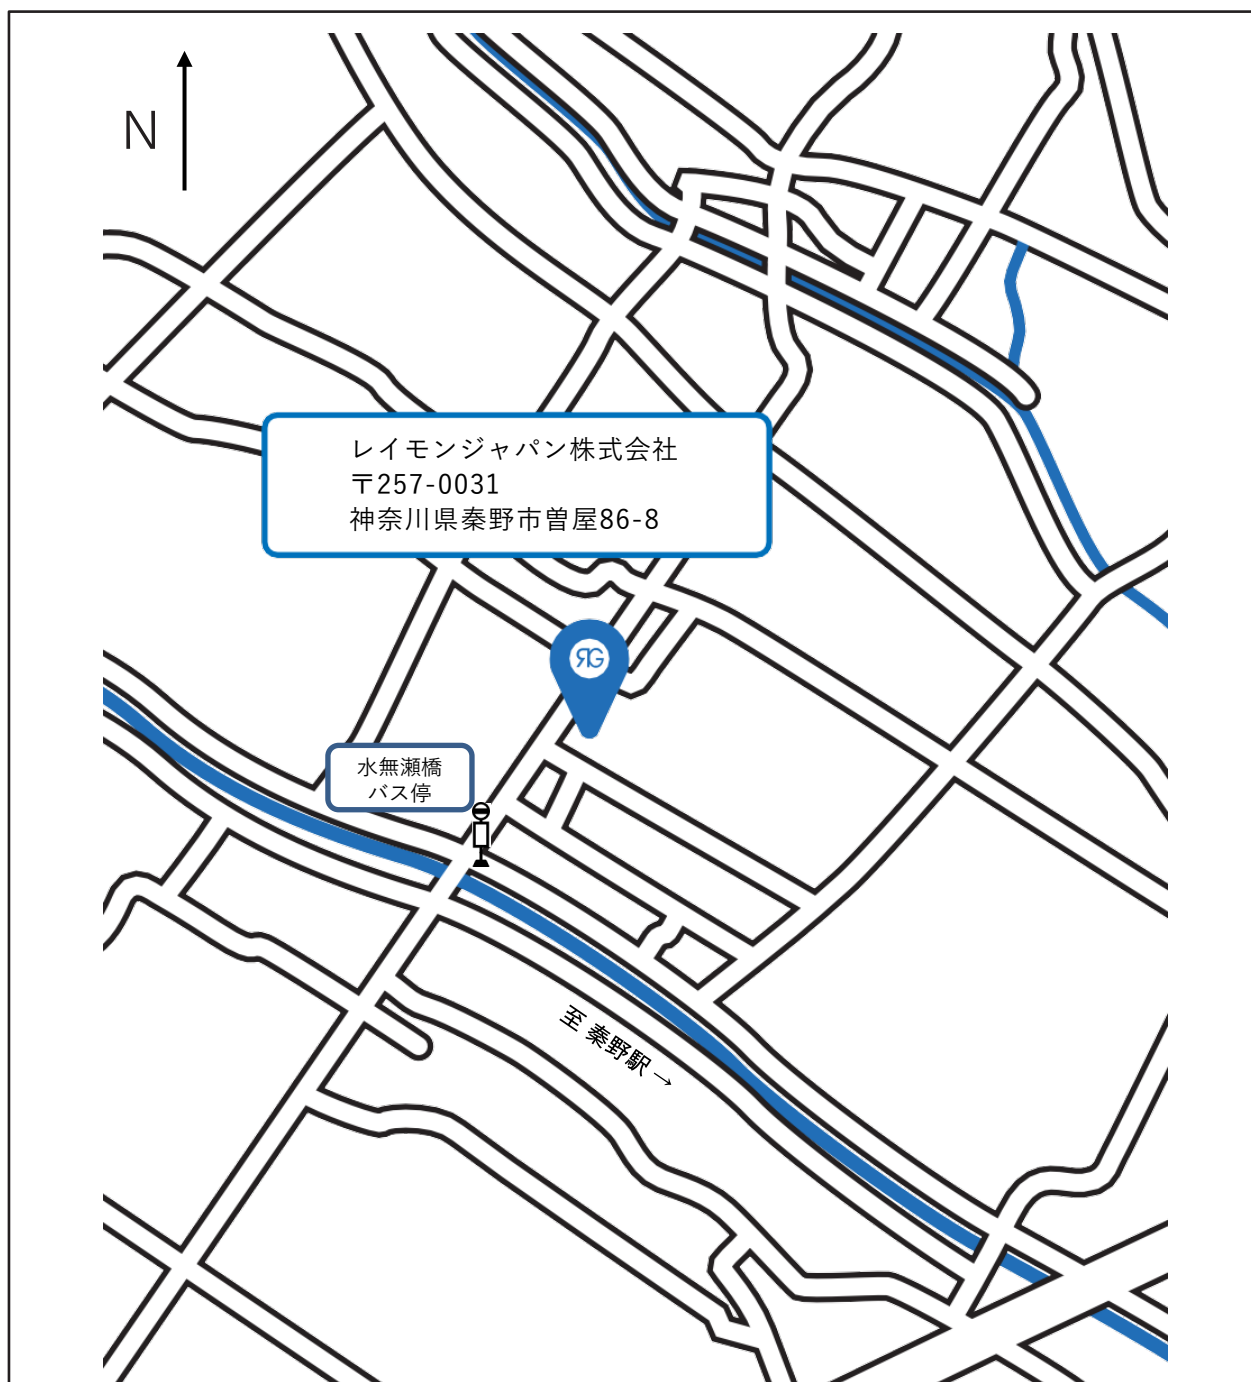 N
レイモンジャパン株式会社
〒257-0031
神奈川県秦野市曽屋86-8
RG
水無瀬橋
バス停
至 秦野駅 →